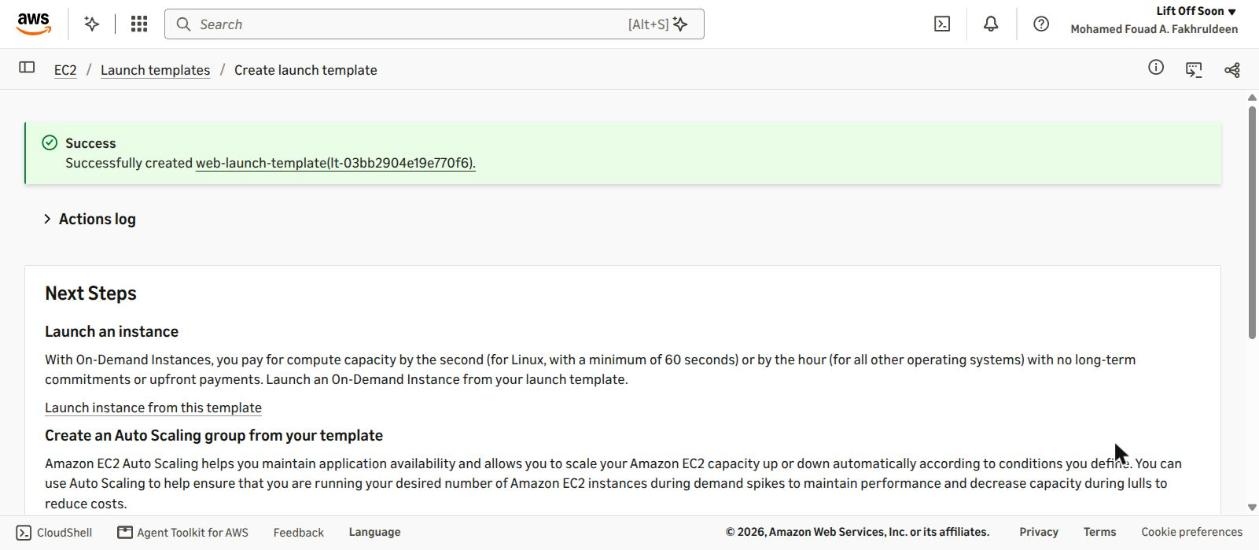 aws
Search
[Alt+S]
Lift Off Soon
Mohamed Fouad A. Fakhruldeen
EC2 / Launch templates / Create launch template
Success
Successfully created web-launch-template(lt-03bb2904e19e770f6).
Actions log
Next Steps
Launch an instance
With On-Demand Instances, you pay for compute capacity by the second (for Linux, with a minimum of 60 seconds) or by the hour (for all other operating systems) with no long-term
commitments or upfront payments. Launch an On-Demand Instance from your launch template.
Launch instance from this template
Create an Auto Scaling group from your template
Amazon EC2 Auto Scaling helps you maintain application availability and allows you to scale your Amazon EC2 capacity up or down automatically according to conditions you define. You can
use Auto Scaling to help ensure that you are running your desired number of Amazon EC2 instances during demand spikes to maintain performance and decrease capacity during lulls to
reduce costs.
CloudShell Agent Toolkit for AWS Feedback Language © 2026, Amazon Web Services, Inc. or its affiliates. Privacy Terms Cookie preferences